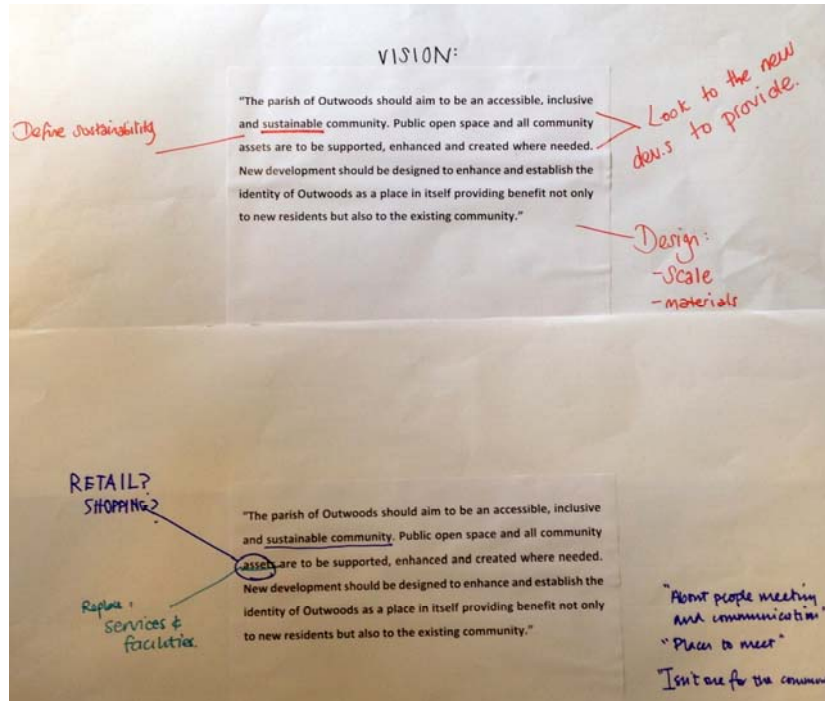 VISION:
"The parish of Outwoods should aim to be an accessible, inclusive
and sustainable community. Public open space and all community
assets are to be supported, enhanced and created where needed.
New development should be designed to enhance and establish the
identity of Outwoods as a place in itself providing benefit not only
to new residents but also to the existing community."
Define sustainability
Look to the new
dev.s to provide.
Design:
-Scale
-materials
RETAIL?
SHOPPING?
"The parish of Outwoods should aim to be an accessible, inclusive
and sustainable community. Public open space and all community
assets are to be supported, enhanced and created where needed.
New development should be designed to enhance and establish the
identity of Outwoods as a place in itself providing benefit not only
to new residents but also to the existing community."
Replace:
services &
facilities.
"About people meeting
and communication"
"Places to meet"
"Isn't one for the